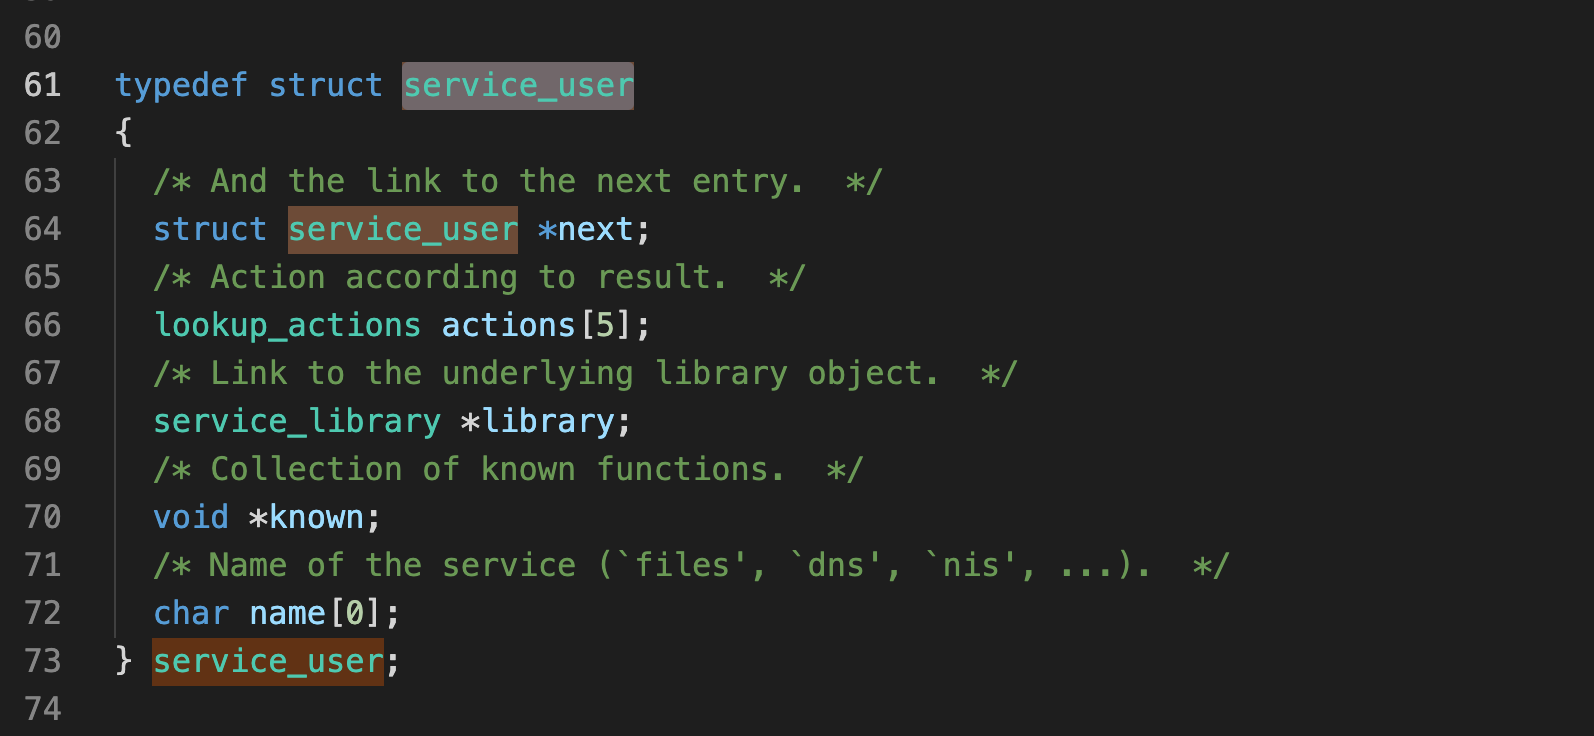 60
61 typedef struct service_user
62 {
63 /* And the link to the next entry.  */
64 struct service_user *next;
65 /* Action according to result.  */
66 lookup_actions actions[5];
67 /* Link to the underlying library object.  */
68 service_library *library;
69 /* Collection of known functions.  */
70 void *known;
71 /* Name of the service (`files', `dns', `nis', ...).  */
72 char name[0];
73 } service_user;
74